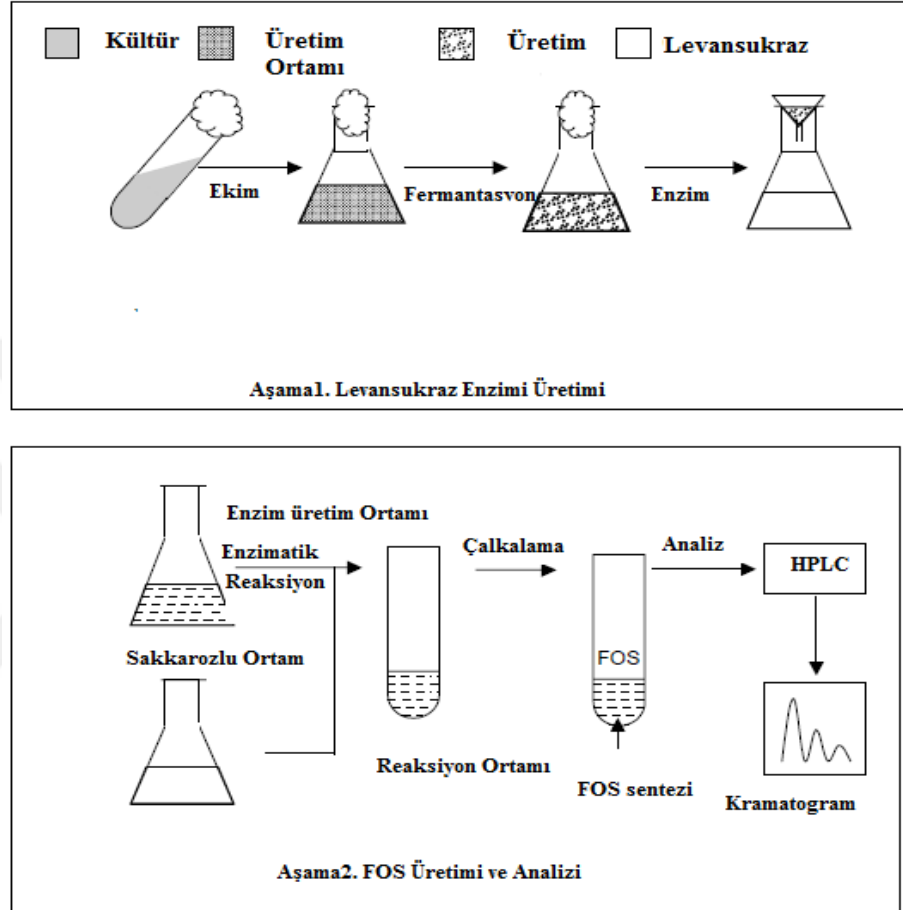 Kültür
Üretim
Ortamı
Üretim
Levansukraz
Ekim
Fermantasvon
Enzim
Aşama1. Levansukraz Enzimi Üretimi
Enzim üretim Ortamı
Enzimatik
Reaksiyon
Çalkalama
Analiz
HPLC
Sakkarozlu Ortam
FOS
Reaksiyon Ortamı
FOS sentezi
Kramatogram
Aşama2. FOS Üretimi ve Analizi